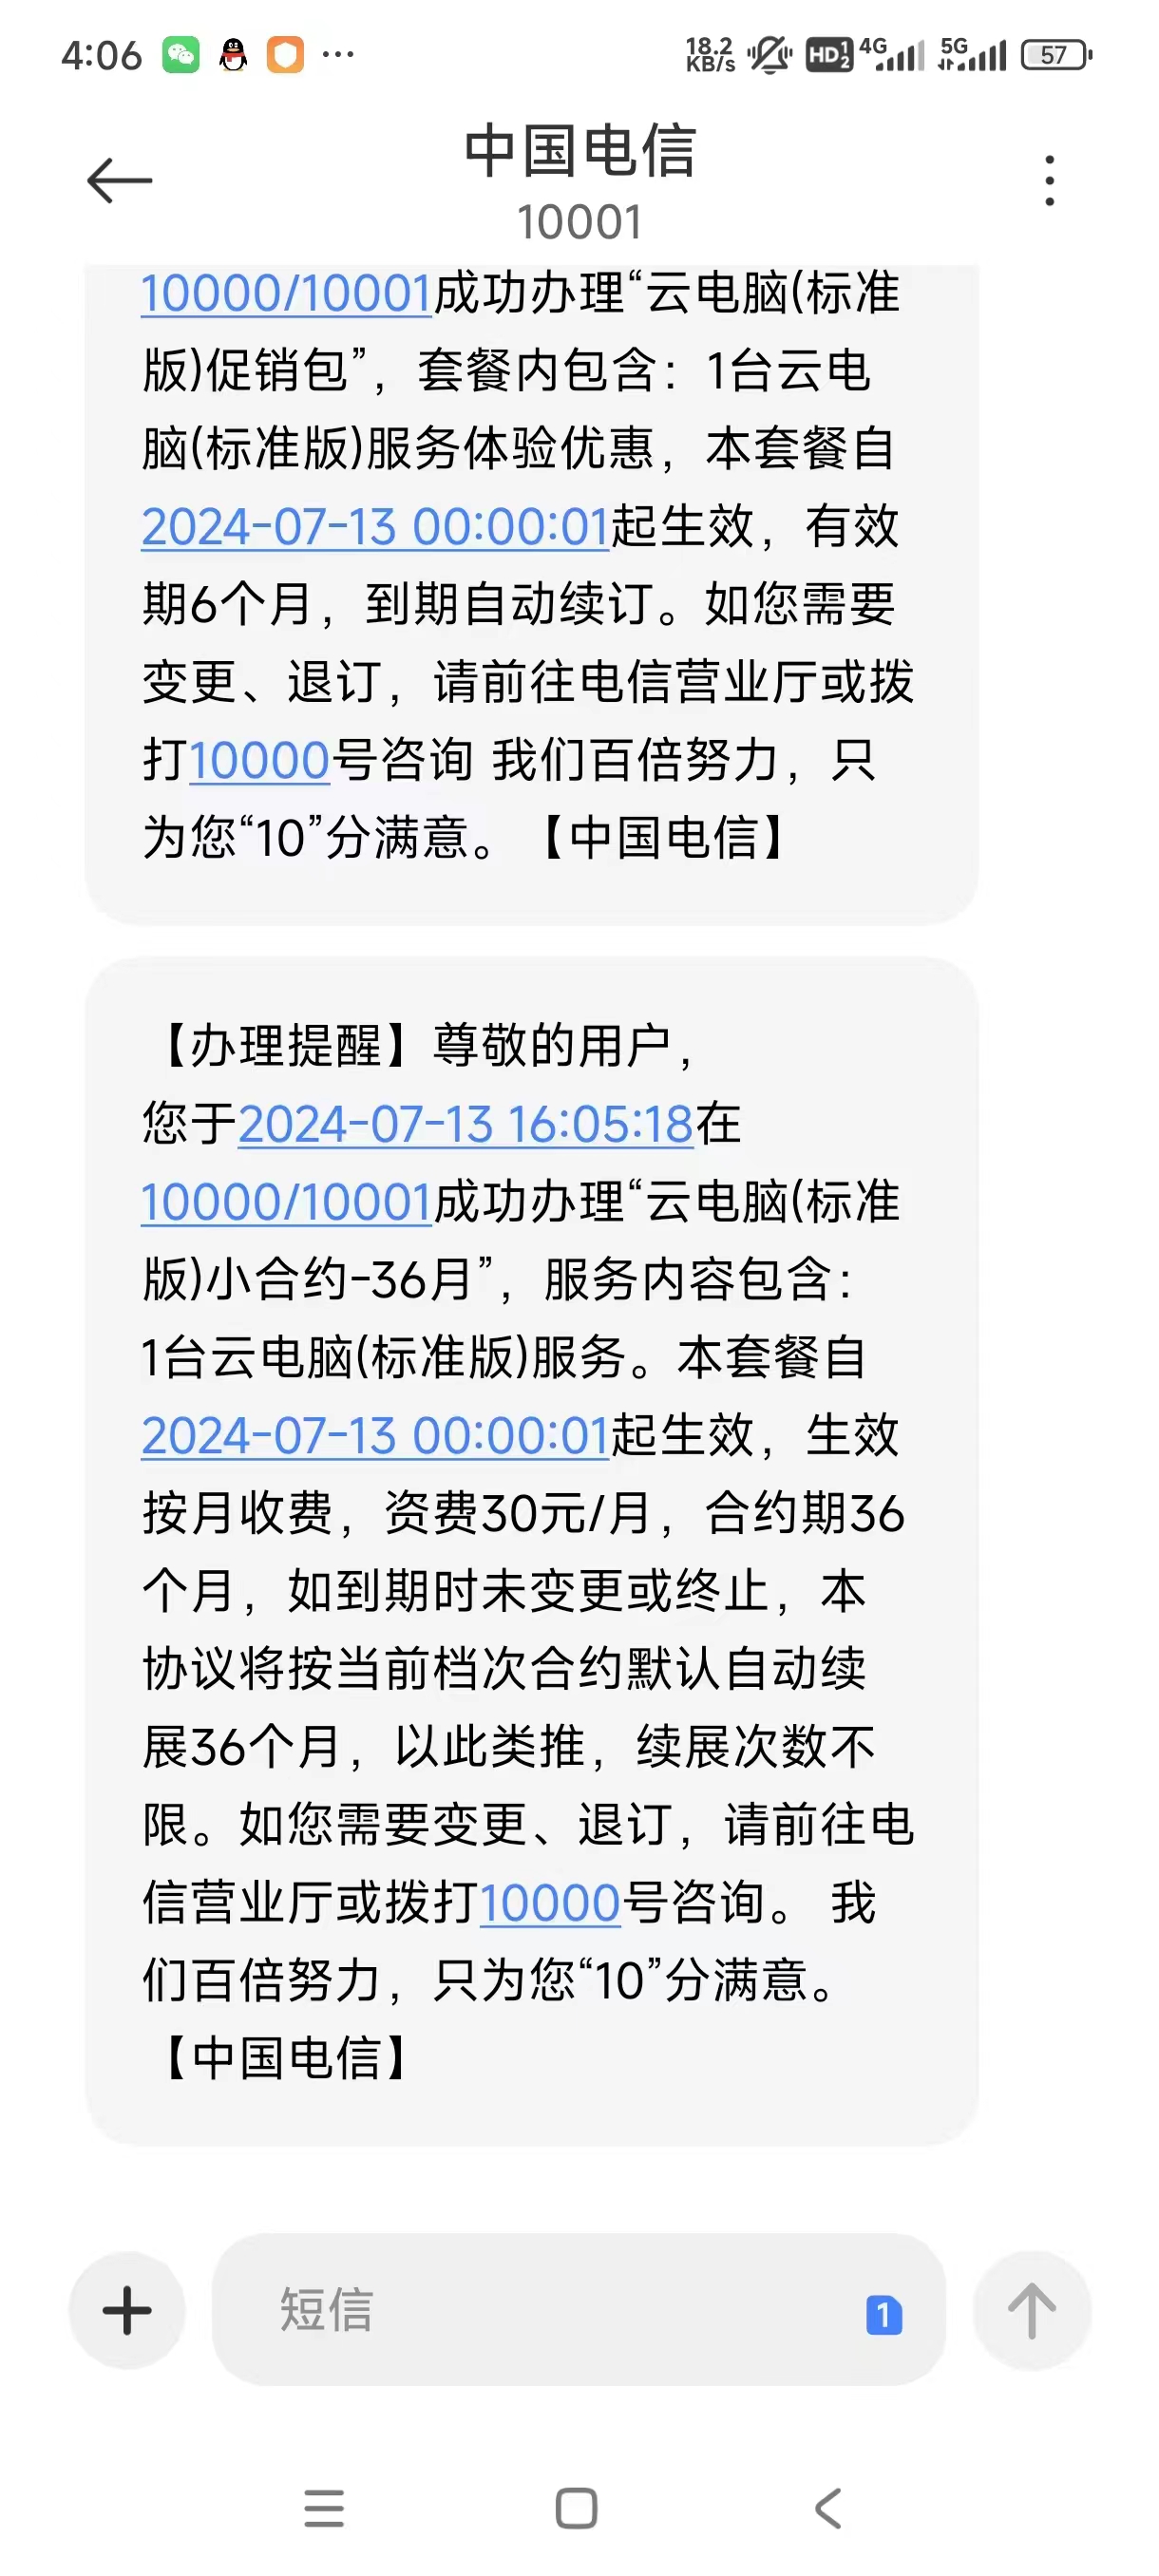 4:06 ··· 18.2 KB/s HD 1 2 4G 5G 57
中国电信
10001
10000/10001成功办理“云电脑(标准
版)促销包”，套餐内包含：1台云电
脑(标准版)服务体验优惠，本套餐自
2024-07-13 00:00:01起生效，有效
期6个月，到期自动续订。如您需要
变更、退订，请前往电信营业厅或拨
打10000号咨询 我们百倍努力，只
为您“10”分满意。【中国电信】
【办理提醒】尊敬的用户，
您于2024-07-13 16:05:18在
10000/10001成功办理“云电脑(标准
版)小合约-36月”，服务内容包含：
1台云电脑(标准版)服务。本套餐自
2024-07-13 00:00:01起生效，生效
按月收费，资费30元/月，合约期36
个月，如到期时未变更或终止，本
协议将按当前档次合约默认自动续
展36个月，以此类推，续展次数不
限。如您需要变更、退订，请前往电
信营业厅或拨打10000号咨询。 我
们百倍努力，只为您“10”分满意。
【中国电信】
短信 1